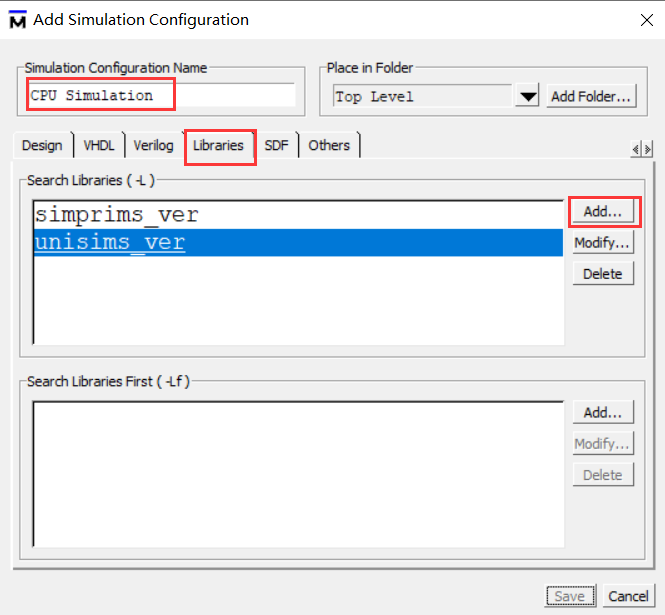 Add Simulation Configuration
Simulation Configuration Name
CPU Simulation
Place in Folder
Top Level
Add Folder...
Design
VHDL
Verilog
Libraries
SDF
Others
Search Libraries ( -L )
simprims_ver
unisims_ver
Add...
Modify...
Delete
Search Libraries First ( -Lf )
Add...
Modify...
Delete
Save
Cancel